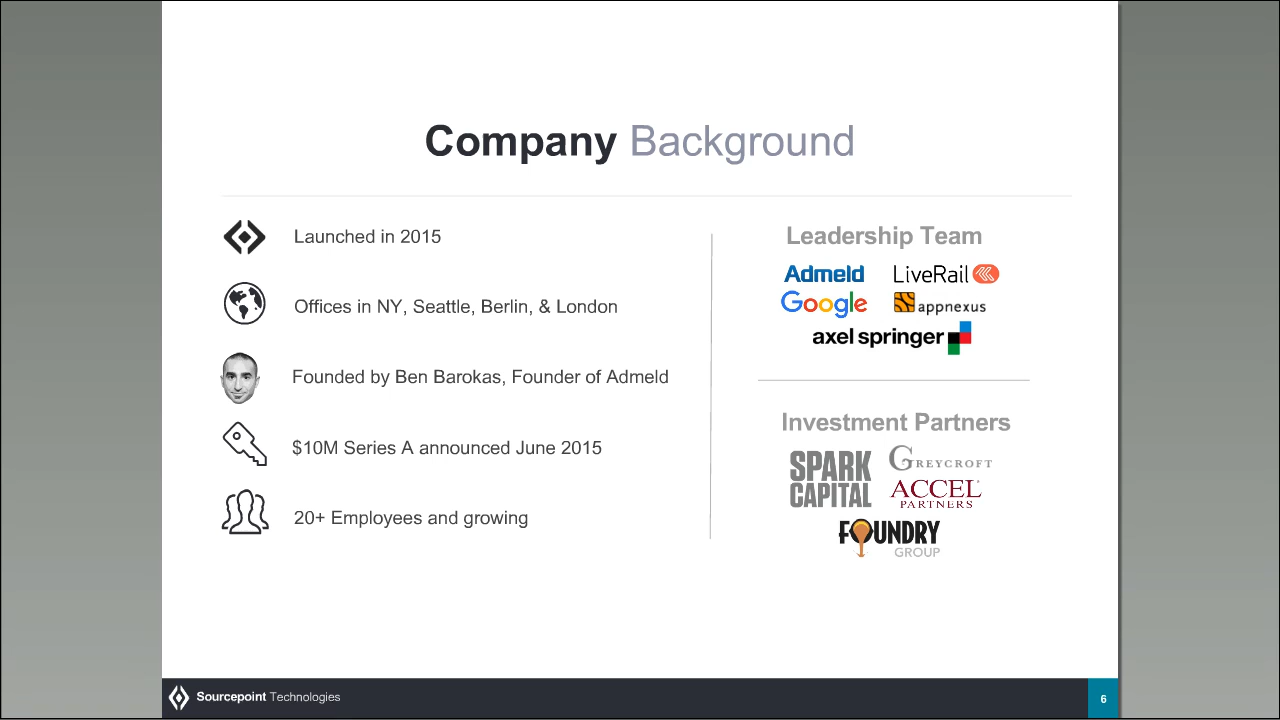 Company Background
Launched in 2015
Offices in NY, Seattle, Berlin, & London
Founded by Ben Barokas, Founder of Admeld
$10M Series A announced June 2015
20+ Employees and growing
Leadership Team
Admeld LiveRail
Google appnexus
axel springer
Investment Partners
SPARK CAPITAL
GREYCROFT
ACCEL PARTNERS
FOUNDRY GROUP
Sourcepoint Technologies
6